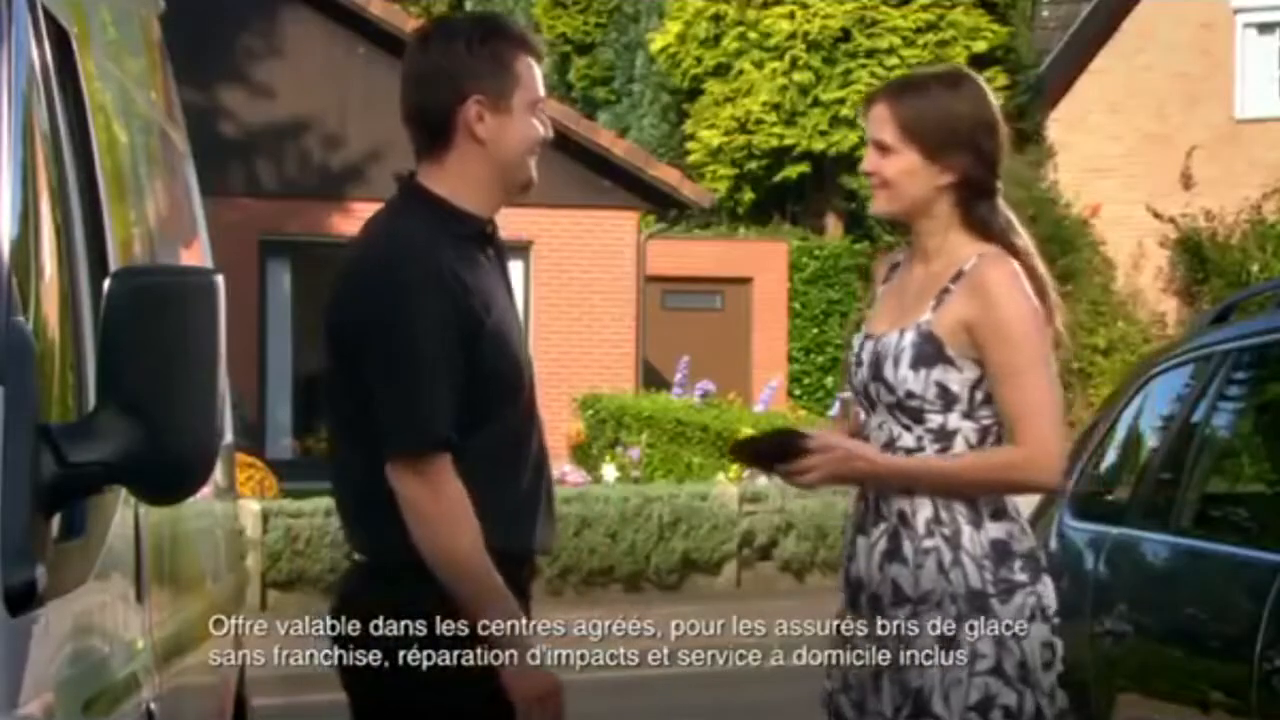 Offre valable dans les centres agréés, pour les assurés bris de glace
sans franchise, réparation d'impacts et service à domicile inclus